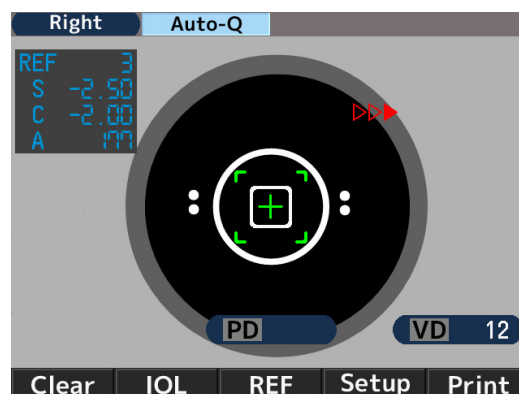 Right Auto-Q
REF 3
S -2.50
C -2.00
A 177
PD
VD 12
Clear IOL REF Setup Print